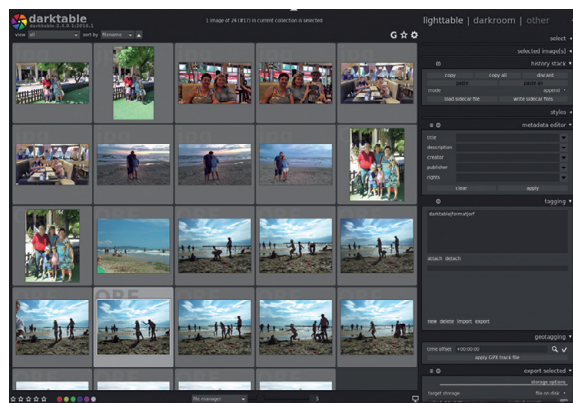 darktable
1 image of 24 (#17) in current collection is selected
lighttable | darkroom | other
view all sort by filename
G
select
selected image(s)
history stack
copy copy all discard
mode append
load sidecar file write sidecar files
styles
metadata editor
title
description
creator
publisher
rights
clear apply
tagging
attach detach
new delete import export
geotagging
time offset +00:00:00
apply GPX track file
export selected
storage options
target storage file on disk
file manager 5
ORF